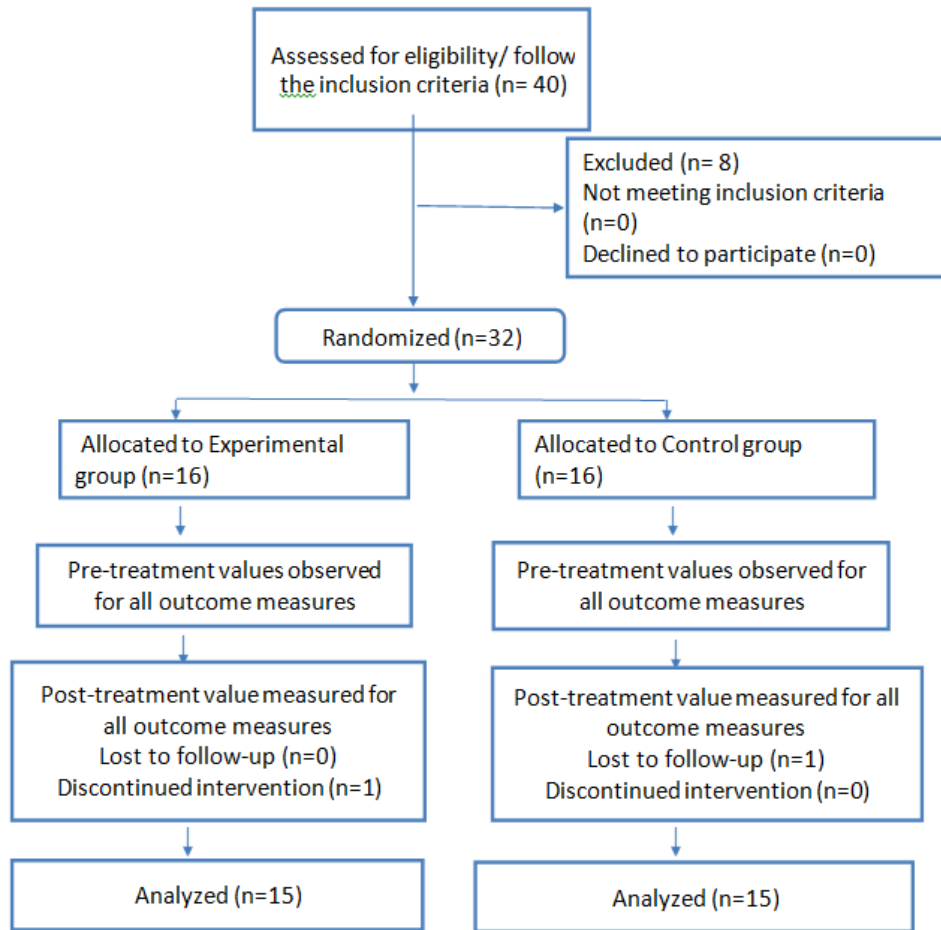 Assessed for eligibility/ follow
the inclusion criteria (n= 40)
Excluded (n= 8)
Not meeting inclusion criteria
(n=0)
Declined to participate (n=0)
Randomized (n=32)
Allocated to Experimental
group (n=16)
Allocated to Control group
(n=16)
Pre-treatment values observed
for all outcome measures
Pre-treatment values observed for
all outcome measures
Post-treatment value measured for
all outcome measures
Lost to follow-up (n=0)
Discontinued intervention (n=1)
Post-treatment value measured for all
outcome measures
Lost to follow-up (n=1)
Discontinued intervention (n=0)
Analyzed (n=15)
Analyzed (n=15)